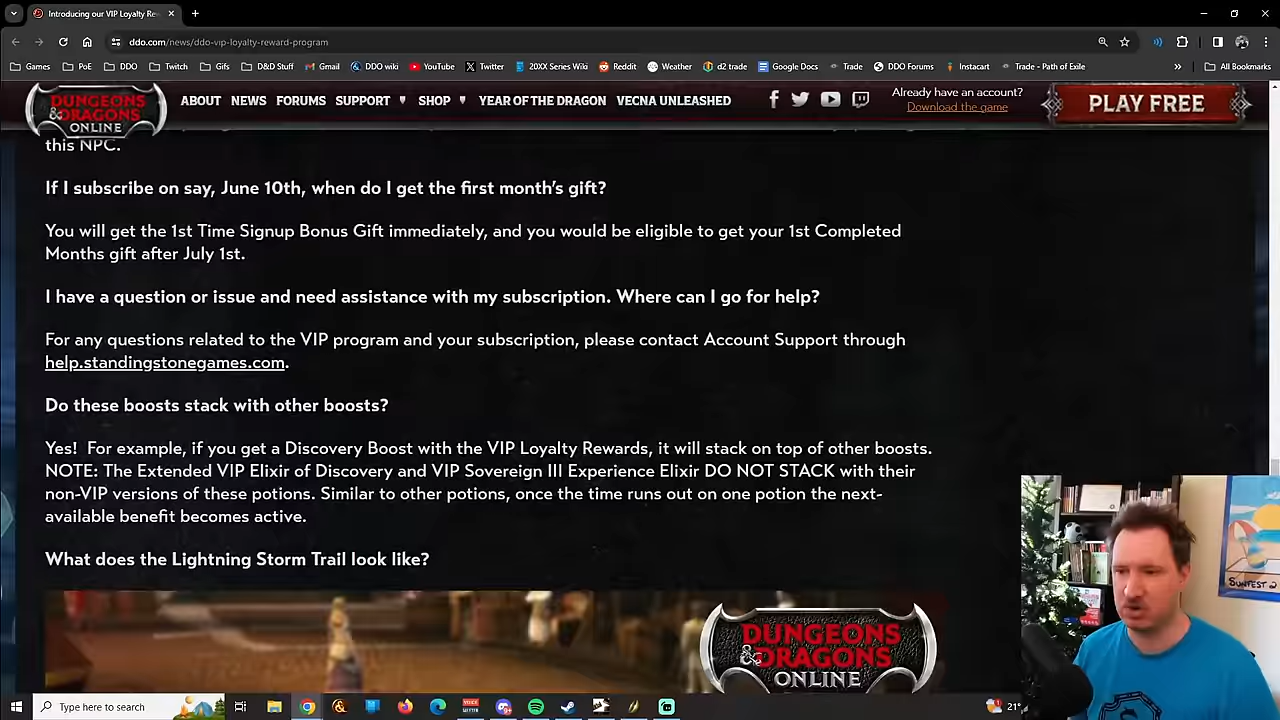 Introducing our VIP Loyalty Re
ddo.com/news/ddo-vip-loyalty-reward-program
Games PoE DDO Twitch Gifs D&D Stuff Gmail DDO wiki YouTube Twitter 20XX Series Wiki Reddit Weather d2 trade Google Docs Trade DDO Forums Instacart Trade - Path of Exile » All Bookmarks
DUNGEONS & DRAGONS ONLINE
ABOUT NEWS FORUMS SUPPORT SHOP YEAR OF THE DRAGON VECNA UNLEASHED
Already have an account?
Download the game
PLAY FREE
this NPC.
If I subscribe on say, June 10th, when do I get the first month's gift?
You will get the 1st Time Signup Bonus Gift immediately, and you would be eligible to get your 1st Completed
Months gift after July 1st.
I have a question or issue and need assistance with my subscription. Where can I go for help?
For any questions related to the VIP program and your subscription, please contact Account Support through
help.standingstonegames.com.
Do these boosts stack with other boosts?
Yes! For example, if you get a Discovery Boost with the VIP Loyalty Rewards, it will stack on top of other boosts.
NOTE: The Extended VIP Elixir of Discovery and VIP Sovereign III Experience Elixir DO NOT STACK with their
non-VIP versions of these potions. Similar to other potions, once the time runs out on one potion the next-
available benefit becomes active.
What does the Lightning Storm Trail look like?
DUNGEONS
& DRAGONS
ONLINE
SUNFEST
Type here to search
21°